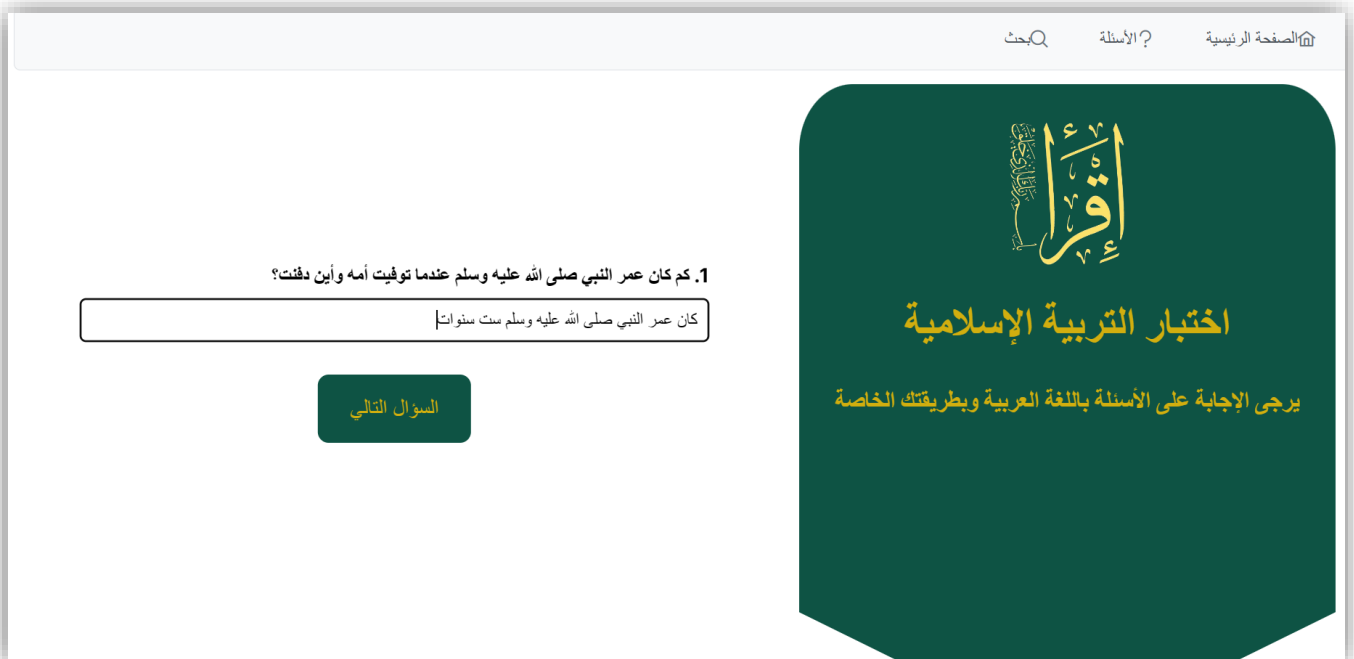 الصفحة الرئيسية
? الأسئلة
بحث
إقرأ
اختبار التربية الإسلامية
يرجى الإجابة على الأسئلة باللغة العربية وبطريقتك الخاصة
1. كم كان عمر النبي صلى الله عليه وسلم عندما توفيت أمه وأين دفنت؟
كان عمر النبي صلى الله عليه وسلم ست سنوات
السؤال التالي